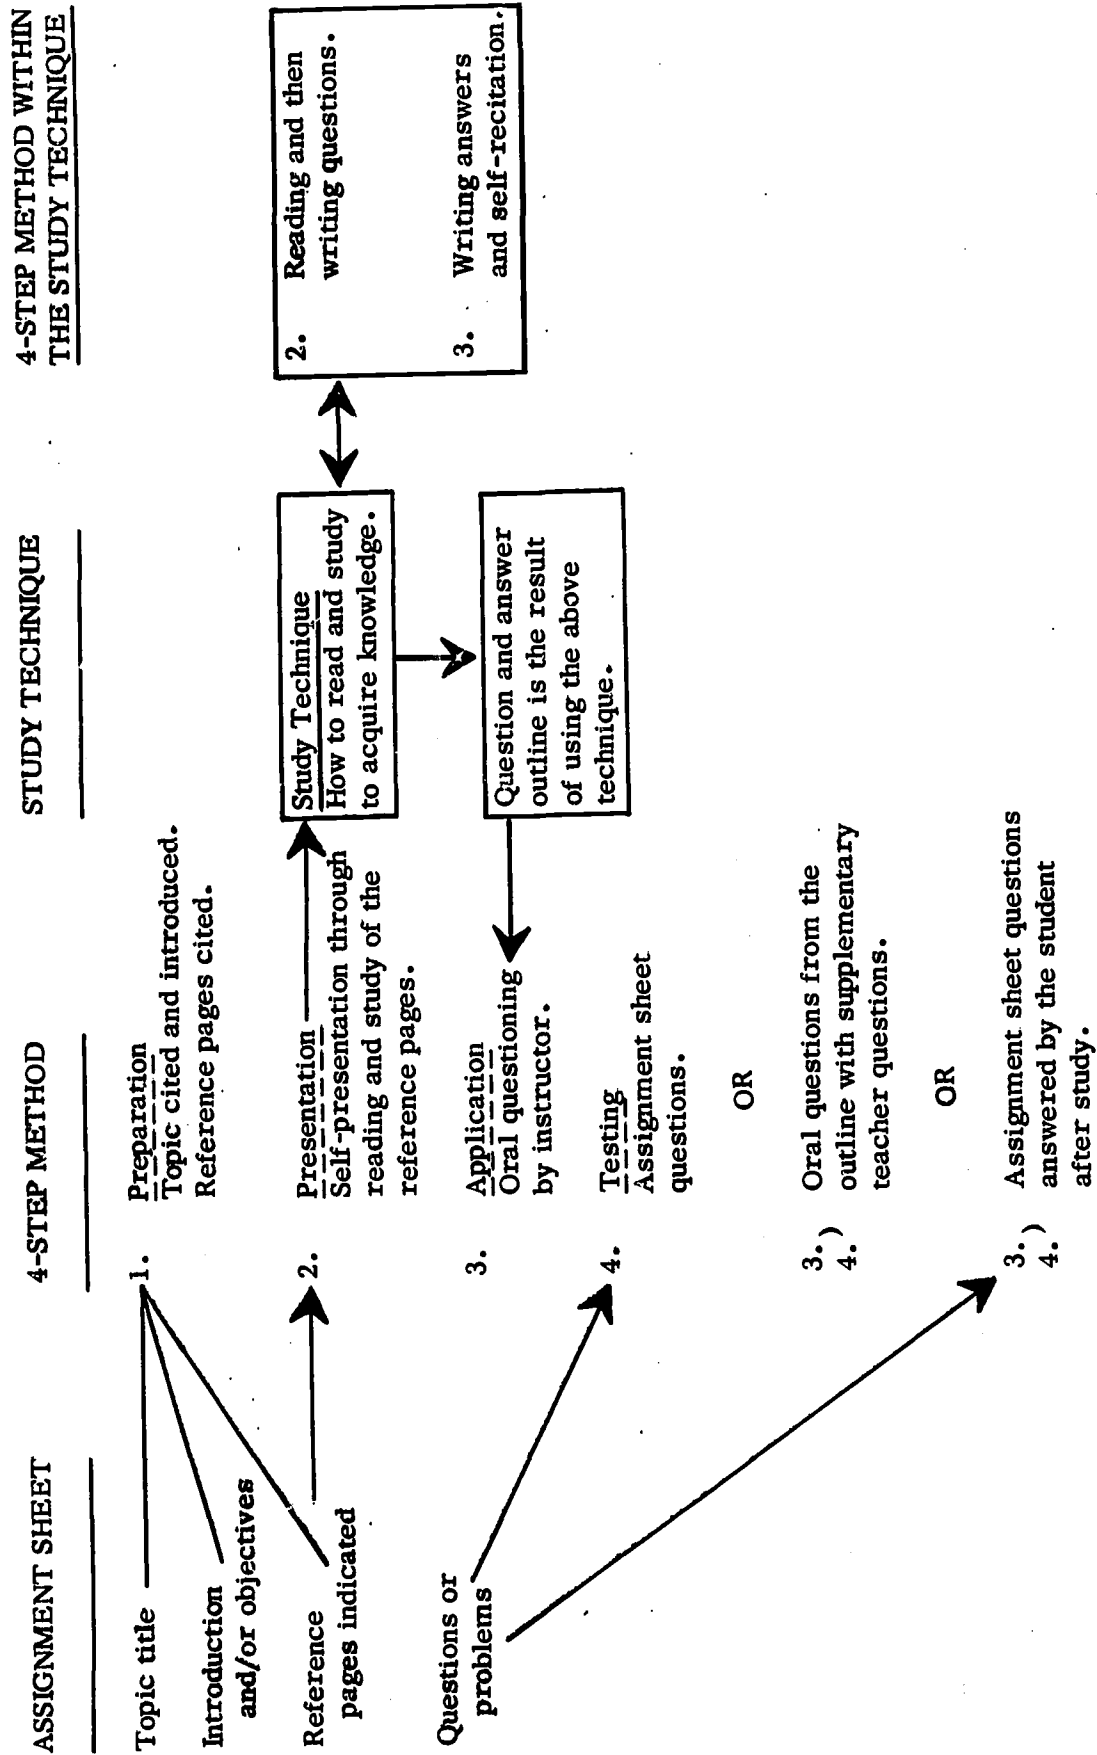 ASSIGNMENT SHEET
Topic title
Introduction
and/or objectives
Reference
pages indicated
Questions or
problems
4-STEP METHOD
1. Preparation
Topic cited and introduced.
Reference pages cited.
2. Presentation
Self-presentation through
reading and study of the
reference pages.
3. Application
Oral questioning
by instructor.
4. Testing
Assignment sheet
questions.
OR
3.) Oral questions from the
4. outline with supplementary
teacher questions.
OR
3. Assignment sheet questions
4.) answered by the student
after study.
STUDY TECHNIQUE
Study Technique
How to read and study
to acquire knowledge.
Question and answer
outline is the result
of using the above
technique.
4-STEP METHOD WITHIN
THE STUDY TECHNIQUE
2. Reading and then
writing questions.
3. Writing answers
and self-recitation.